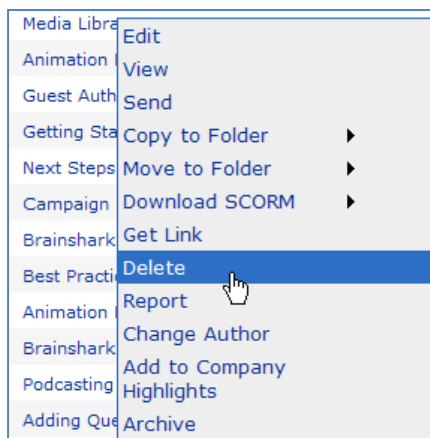 Media Libra
Animation
Guest Auth
Getting Sta
Next Steps
Campaign
Brainshark
Best Practi
Animation
Brainshark
Podcasting
Adding Que
Edit
View
Send
Copy to Folder
Move to Folder
Download SCORM
Get Link
Delete
Report
Change Author
Add to Company
Highlights
Archive